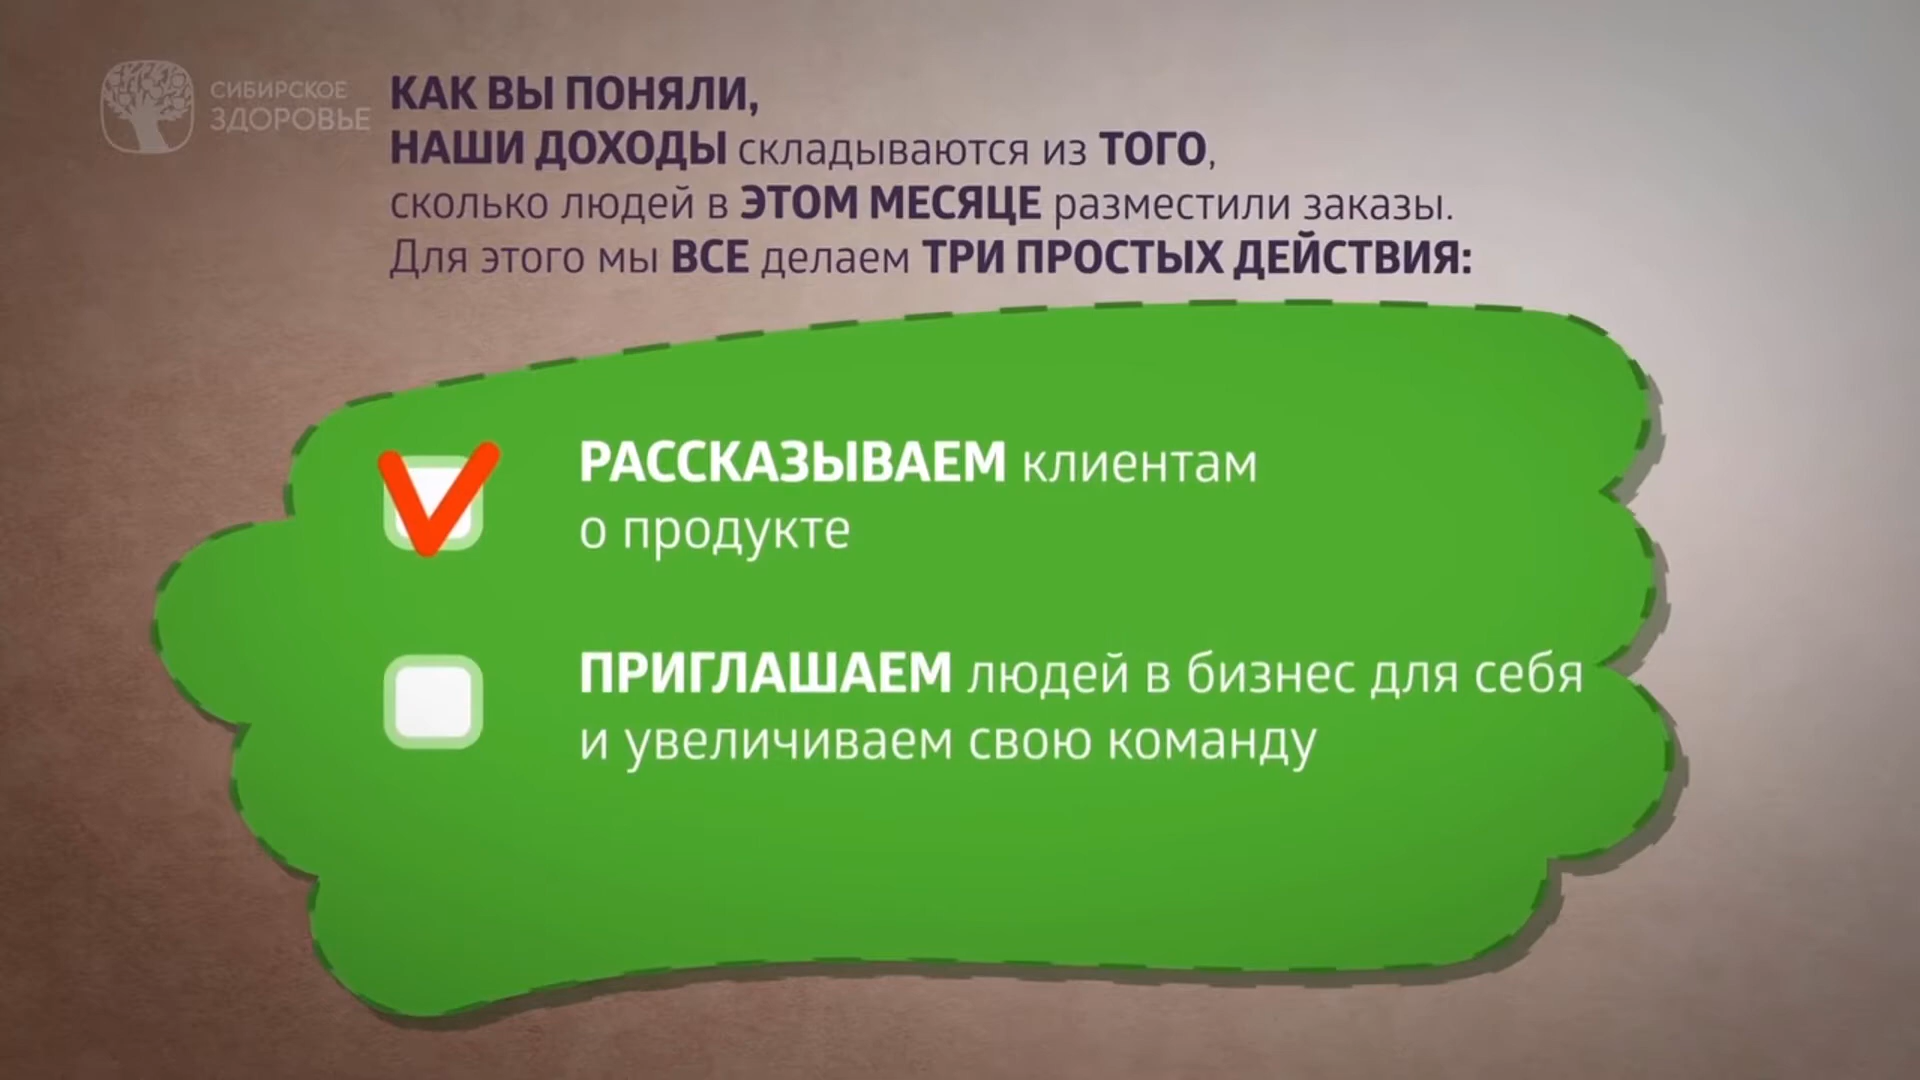 СИБИРСКОЕ
ЗДОРОВЬЕ
КАК ВЫ ПОНЯЛИ,
НАШИ ДОХОДЫ складываются из ТОГО,
сколько людей в ЭТОМ МЕСЯЦЕ разместили заказы.
Для этого мы ВСЕ делаем ТРИ ПРОСТЫХ ДЕЙСТВИЯ:
РАССКАЗЫВАЕМ клиентам
о продукте
ПРИГЛАШАЕМ людей в бизнес для себя
и увеличиваем свою команду